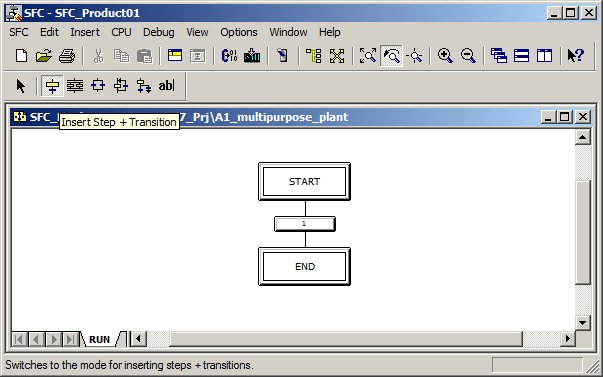 SFC - SFC_Product01
SFC Edit Insert CPU Debug View Options Window Help
ab|
SFC_ 7_Prj\A1_multipurpose_plant
Insert Step + Transition
START
1
END
RUN
Switches to the mode for inserting steps + transitions.